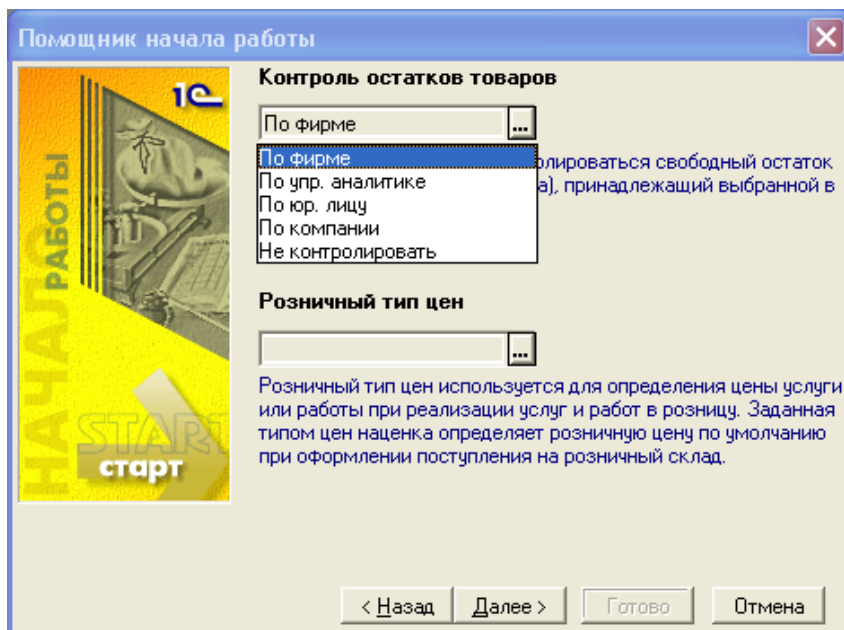 Помощник начала работы
1С
НАЧАЛО
РАБОТЫ
START
старт
Контроль остатков товаров
По фирме
...
По фирме
По упр. аналитике
По юр. лицу
По компании
Не контролировать
олироваться свободный остаток
а), принадлежащий выбранной в
Розничный тип цен
...
Розничный тип цен используется для определения цены услуги
или работы при реализации услуг и работ в розницу. Заданная
типом цен наценка определяет розничную цену по умолчанию
при оформлении поступления на розничный склад.
< Назад
Далее >
Готово
Отмена